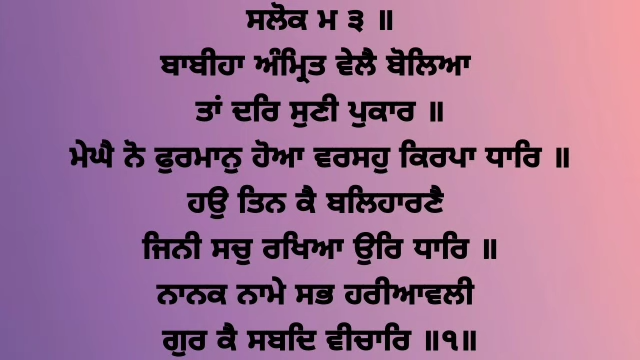 ਸਲੋਕ ਮ ੩ ॥
ਬਾਬੀਹਾ ਅੰਮ੍ਰਿਤ ਵੇਲੈ ਬੋਲਿਆ
ਤਾਂ ਦਰਿ ਸੁਣੀ ਪੁਕਾਰ ॥
ਮੇਘੈ ਨੋ ਫੁਰਮਾਨੁ ਹੋਆ ਵਰਸਹੁ ਕਿਰਪਾ ਧਾਰਿ ॥
ਹਉ ਤਿਨ ਕੈ ਬਲਿਹਾਰਣੈ
ਜਿਨੀ ਸਚੁ ਰਖਿਆ ਉਰਿ ਧਾਰਿ ॥
ਨਾਨਕ ਨਾਮੇ ਸਭ ਹਰੀਆਵਲੀ
ਗੁਰ ਕੈ ਸਬਦਿ ਵੀਚਾਰਿ ॥੧॥